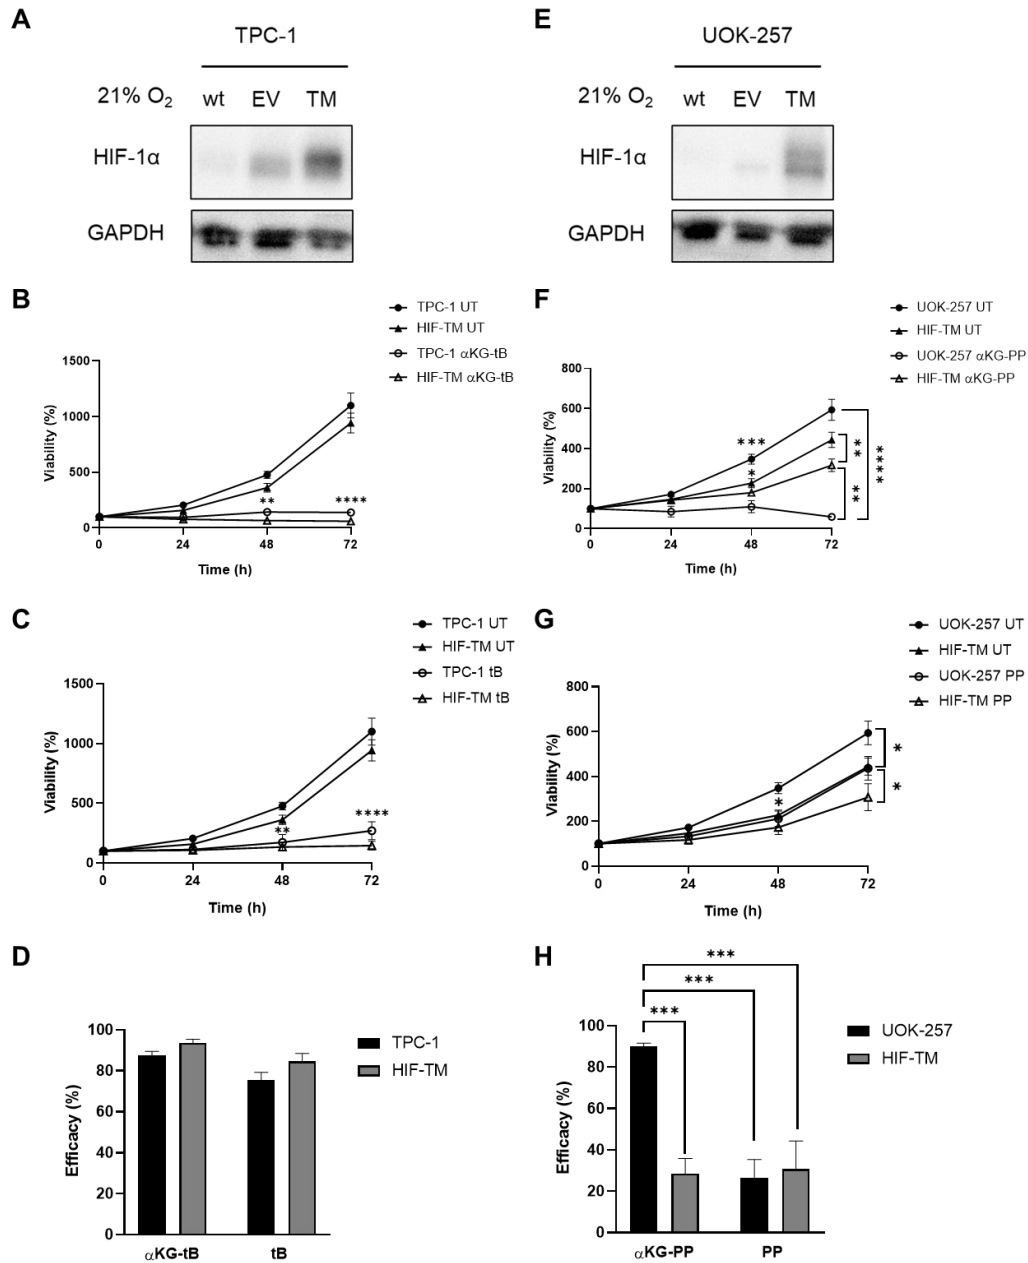 A
TPC-1
21% O2 wt EV TM
HIF-1α
GAPDH
E
UOK-257
21% O2 wt EV TM
HIF-1α
GAPDH
B
TPC-1 UT
HIF-TM UT
TPC-1 αKG-tB
HIF-TM αKG-tB
Viability (%)
1500
1000
500
0
** ****
0 24 48 72
Time (h)
F
UOK-257 UT
HIF-TM UT
UOK-257 αKG-PP
HIF-TM αKG-PP
Viability (%)
800
600
400
200
0
***
*
**
**
****
0 24 48 72
Time (h)
C
TPC-1 UT
HIF-TM UT
TPC-1 tB
HIF-TM tB
Viability (%)
1500
1000
500
0
** ****
0 24 48 72
Time (h)
G
UOK-257 UT
HIF-TM UT
UOK-257 PP
HIF-TM PP
Viability (%)
800
600
400
200
0
*
*
*
0 24 48 72
Time (h)
D
TPC-1
HIF-TM
Efficacy (%)
100
80
60
40
20
0
αKG-tB tB
H
***
***
***
UOK-257
HIF-TM
Efficacy (%)
100
80
60
40
20
0
αKG-PP PP